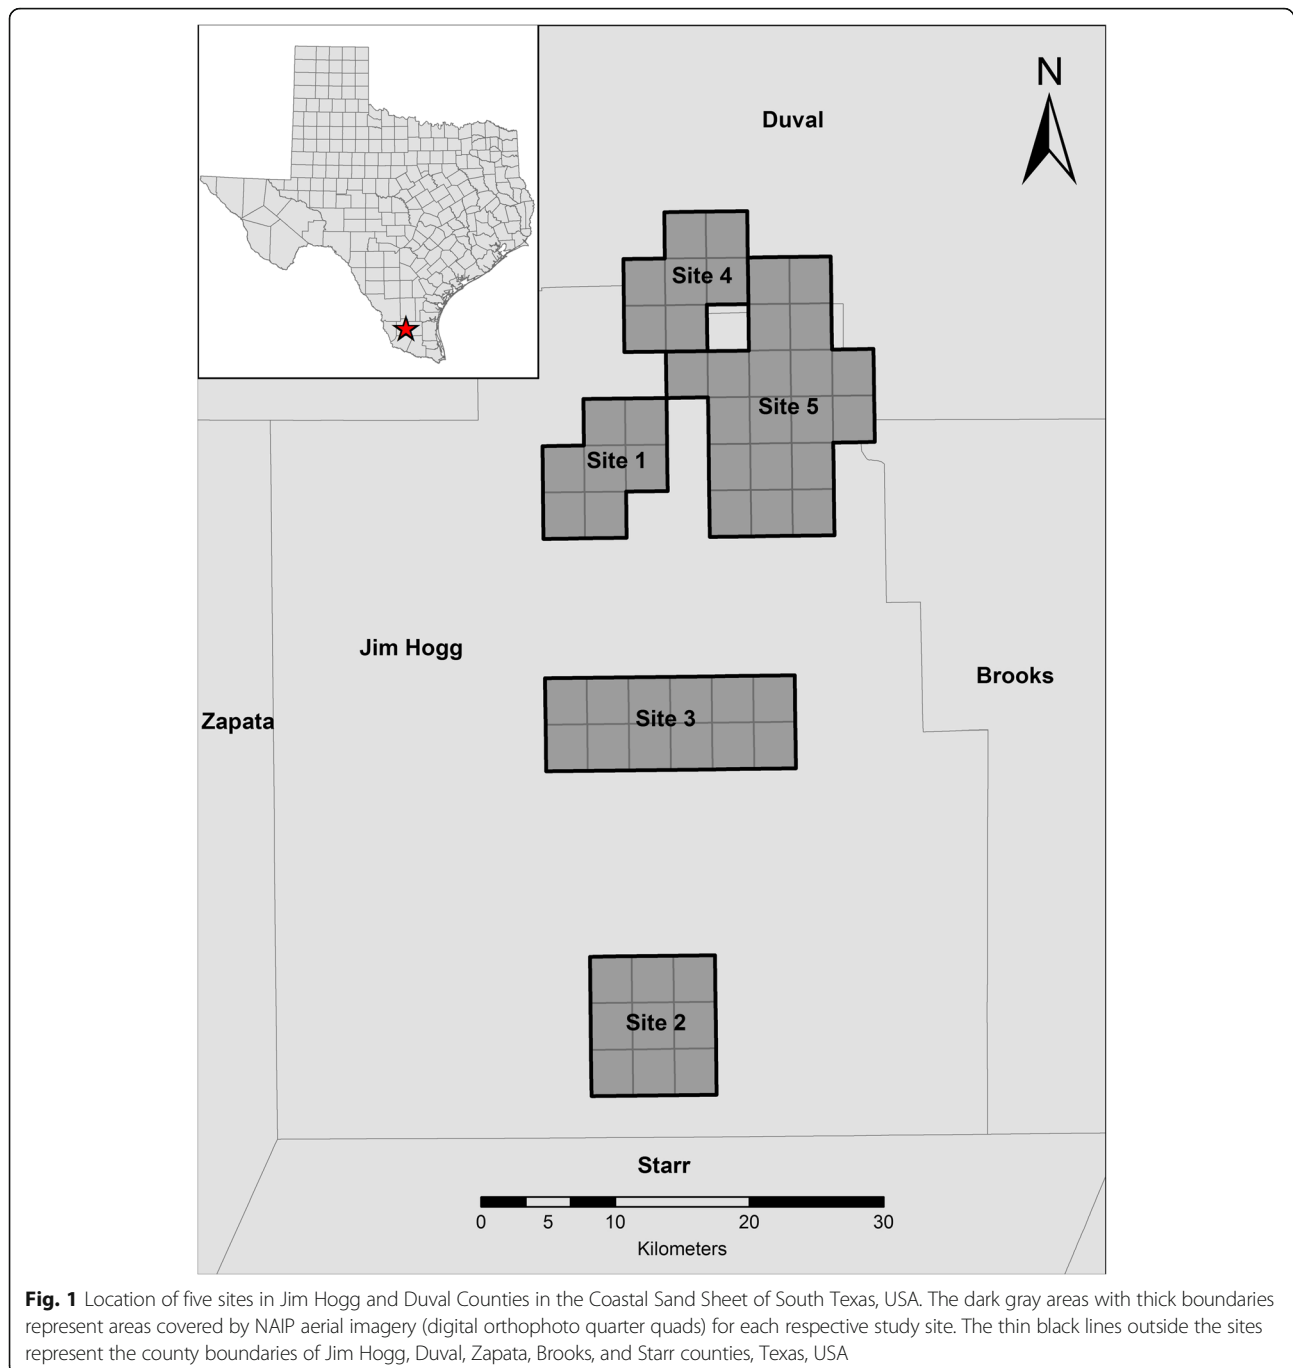 N
Duval
Site 4
Site 5
Site 1
Jim Hogg
Brooks
Zapata
Site 3
Site 2
Starr
0 5 10 20 30
Kilometers
Fig. 1 Location of five sites in Jim Hogg and Duval Counties in the Coastal Sand Sheet of South Texas, USA. The dark gray areas with thick boundaries
represent areas covered by NAIP aerial imagery (digital orthophoto quarter quads) for each respective study site. The thin black lines outside the sites
represent the county boundaries of Jim Hogg, Duval, Zapata, Brooks, and Starr counties, Texas, USA